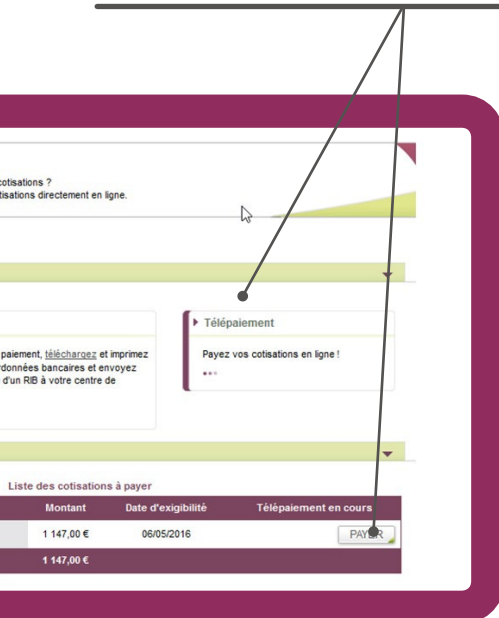 cotisations ?
tisations directement en ligne.
Télépaiement
paiement, téléchargez et imprimez
données bancaires et envoyez
d'un RIB à votre centre de
Payez vos cotisations en ligne !
Liste des cotisations à payer
Montant Date d'exigibilité Télépaiement en cours
1 147,00 € 06/05/2016 PAYER
1 147,00 €